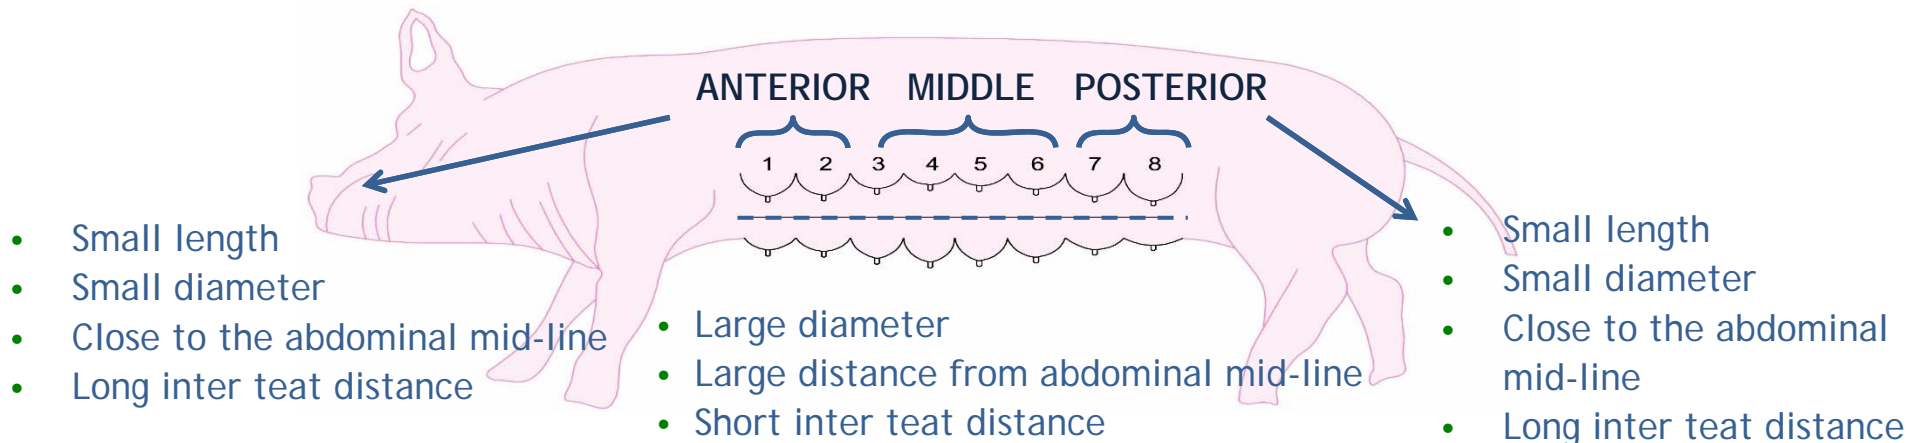 ANTERIOR MIDDLE POSTERIOR
1 2 3 4 5 6 7 8
• Small length
• Small diameter
• Close to the abdominal mid-line
• Long inter teat distance
• Large diameter
• Large distance from abdominal mid-line
• Short inter teat distance
• Small length
• Small diameter
• Close to the abdominal
mid-line
• Long inter teat distance